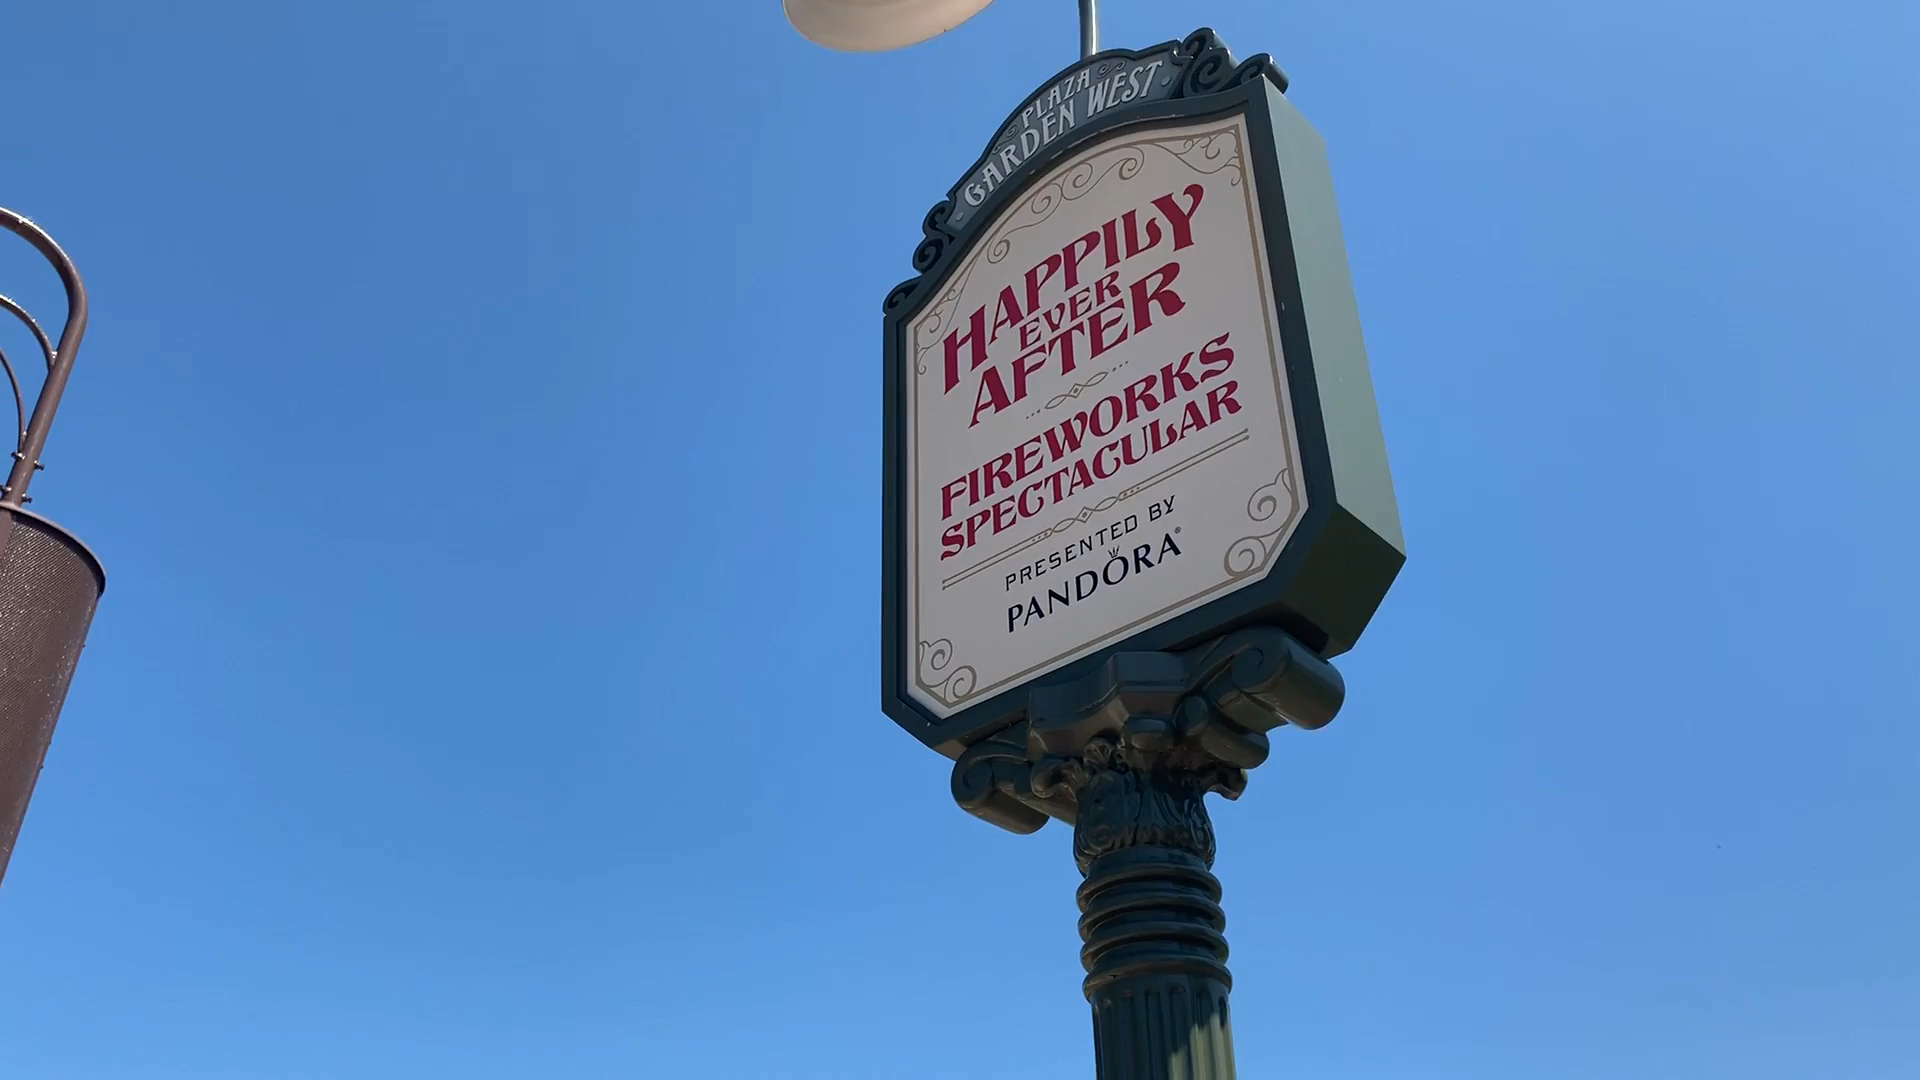 PLAZA
GARDEN WEST
HAPPILY
EVER
AFTER
FIREWORKS
SPECTACULAR
PRESENTED BY
PANDORA®